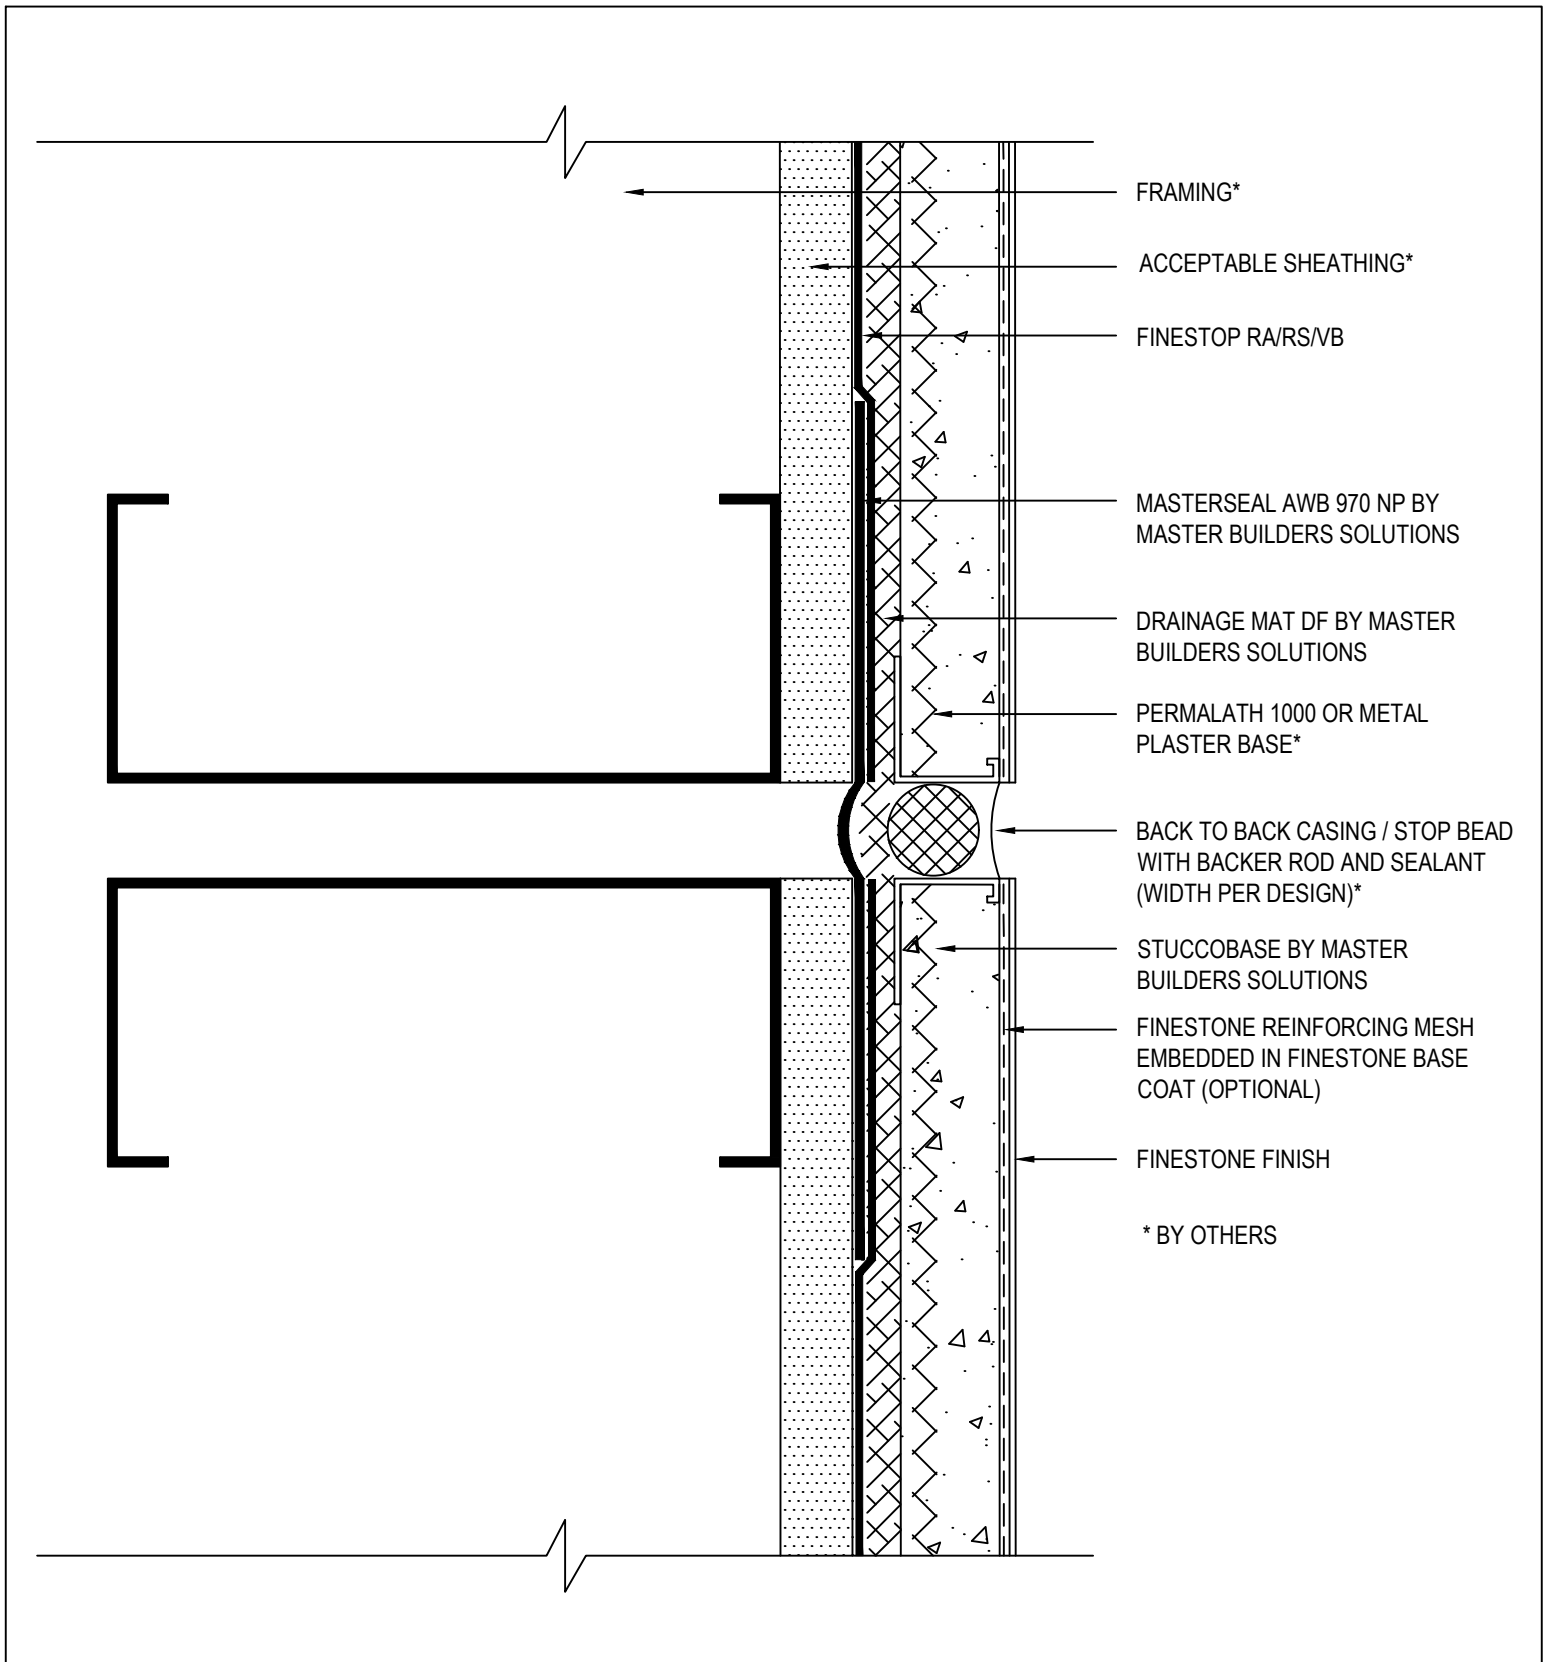 FRAMING*
ACCEPTABLE SHEATHING*
FINESTOP RA/RS/VB
MASTERSEAL AWB 970 NP BY
MASTER BUILDERS SOLUTIONS
DRAINAGE MAT DF BY MASTER
BUILDERS SOLUTIONS
PERMALATH 1000 OR METAL
PLASTER BASE*
BACK TO BACK CASING / STOP BEAD
WITH BACKER ROD AND SEALANT
(WIDTH PER DESIGN)*
STUCCOBASE BY MASTER
BUILDERS SOLUTIONS
FINESTONE REINFORCING MESH
EMBEDDED IN FINESTONE BASE
COAT (OPTIONAL)
FINESTONE FINISH
* BY OTHERS